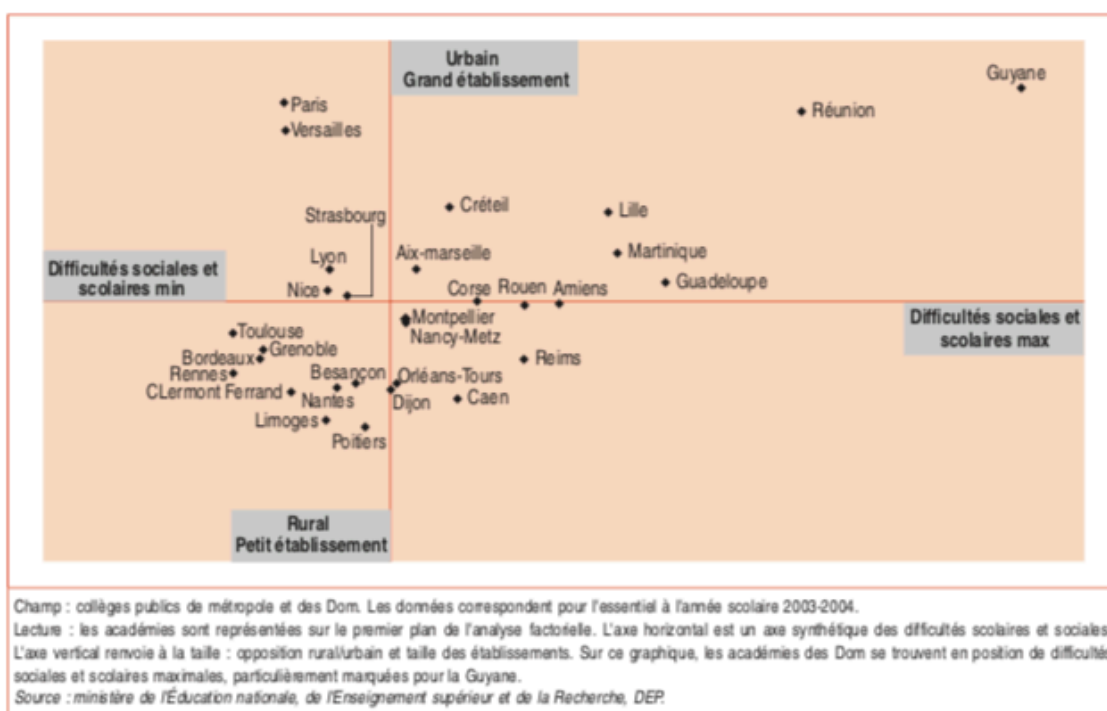 Urbain
Grand établissement
Guyane
Paris
Réunion
Versailles
Créteil
Lille
Strasbourg
Lyon
Aix-marseille
Martinique
Difficultés sociales et
scolaires min
Nice
Corse
Rouen
Amiens
Guadeloupe
Difficultés sociales et
scolaires max
Montpellier
Toulouse
Nancy-Metz
Grenoble
Bordeaux
Reims
Rennes
Besançon
Orléans-Tours
CLermont Ferrand
Nantes
Dijon
Caen
Limoges
Poitiers
Rural
Petit établissement
Champ : collèges publics de métropole et des Dom. Les données correspondent pour l'essentiel à l'année scolaire 2003-2004.
Lecture : les académies sont représentées sur le premier plan de l'analyse factorielle. L'axe horizontal est un axe synthétique des difficultés scolaires et sociales
L'axe vertical renvoie à la taille : opposition rural/urbain et taille des établissements. Sur ce graphique, les académies des Dom se trouvent en position de difficultés
sociales et scolaires maximales, particulièrement marquées pour la Guyane.
Source : ministère de l'Éducation nationale, de l'Enseignement supérieur et de la Recherche, DEP.